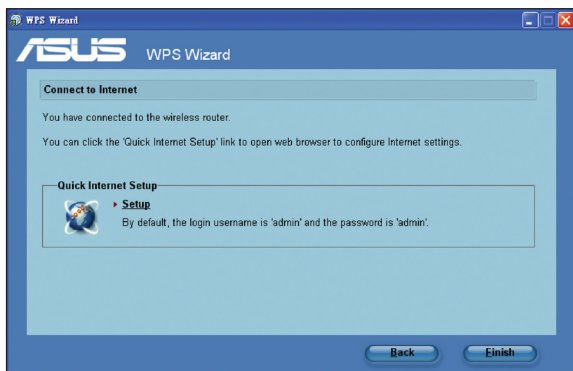 WPS Wizard
ASUS WPS Wizard
Connect to Internet
You have connected to the wireless router.
You can click the 'Quick Internet Setup' link to open web browser to configure Internet settings.
Quick Internet Setup
Setup
By default, the login username is 'admin' and the password is 'admin'.
Back Finish